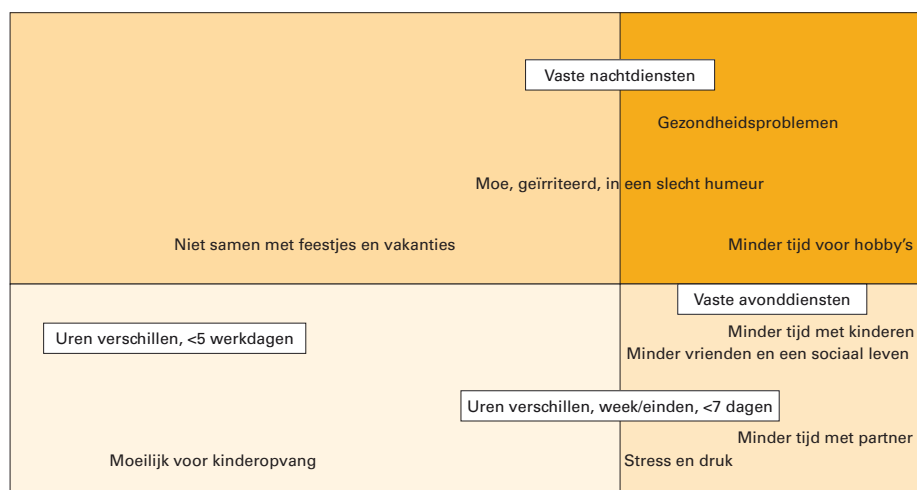 Vaste nachtdiensten
Gezondheidsproblemen
Moe, geïrriteerd, in een slecht humeur
Niet samen met feestjes en vakanties
Minder tijd voor hobby's
Vaste avonddiensten
Uren verschillen, <5 werkdagen
Minder tijd met kinderen
Minder vrienden en een sociaal leven
Uren verschillen, week/einden, <7 dagen
Minder tijd met partner
Moeilijk voor kinderopvang
Stress en druk